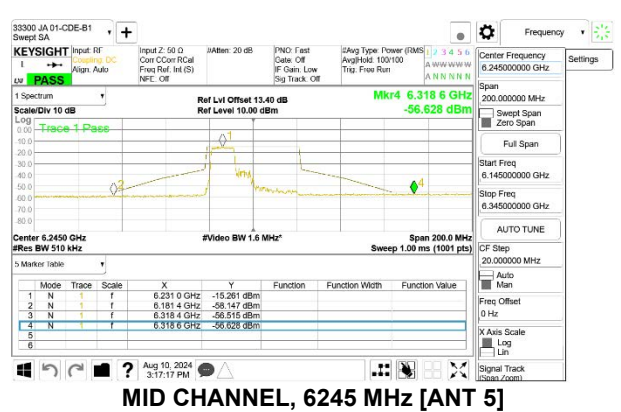 33300 JA 01-CDE-B1
Swept SA
KEYSIGHT Input: RF Input Z: 50 Ω #Atten: 20 dB PNO: Fast #Avg Type: Power (RMS 1 2 3 4 5 6
Coupling: DC Corr CCorr RCal Gate: Off Avg|Hold: 100/100 A W W W W W
Align: Auto Freq Ref: Int (S) IF Gain: Low Trig: Free Run
NFE: Off Sig Track: Off A N N N N N
PASS
1 Spectrum Ref Lvl Offset 13.40 dB Mkr4 6.318 6 GHz
Scale/Div 10 dB Ref Level 10.00 dBm -56.628 dBm
Log
Trace 1 Pass
0.00
-10.0
-20.0
-30.0
-40.0
-50.0
-60.0
-70.0
-80.0
1
2
4
Center 6.2450 GHz #Video BW 1.6 MHz* Span 200.0 MHz
#Res BW 510 kHz Sweep 1.00 ms (1001 pts)
5 Marker Table
Mode Trace Scale X Y Function Function Width Function Value
1 N 1 f 6.231 0 GHz -15.261 dBm
2 N 1 f 6.181 4 GHz -58.147 dBm
3 N 1 f 6.318 4 GHz -56.515 dBm
4 N 1 f 6.318 6 GHz -56.628 dBm
5
6
Aug 10, 2024
3:17:17 PM
Frequency
Settings
Center Frequency
6.245000000 GHz
Span
200.000000 MHz
Swept Span
Zero Span
Full Span
Start Freq
6.145000000 GHz
Stop Freq
6.345000000 GHz
AUTO TUNE
CF Step
20.000000 MHz
Auto
Man
Freq Offset
0 Hz
X Axis Scale
Log
Lin
Signal Track
(Span Zoom)
MID CHANNEL, 6245 MHz [ANT 5]